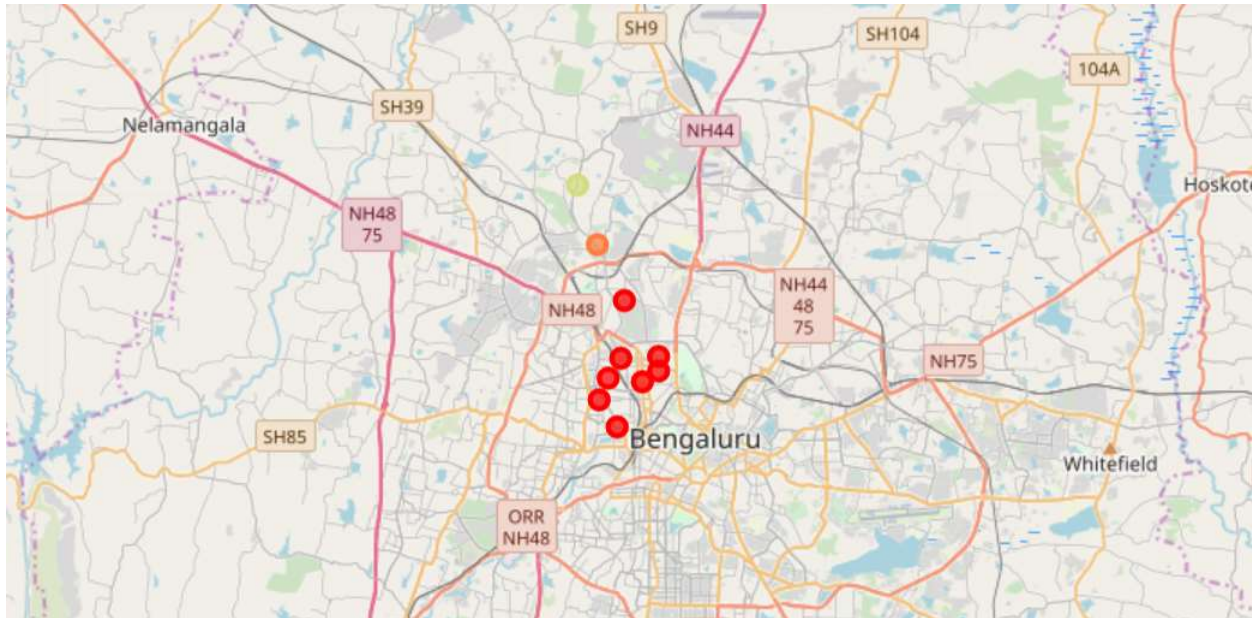 SH9
SH104
104A
SH39
Nelamangala
NH44
Hoskote
NH48
75
NH48
NH44
48
75
NH75
SH85
Bengaluru
Whitefield
ORR
NH48